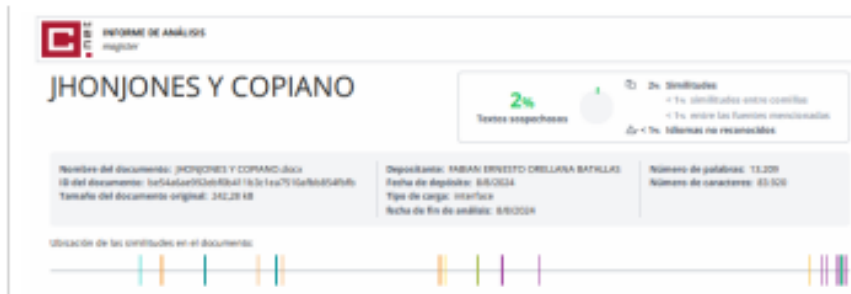 C .net
INFORME DE ANÁLISIS
magister
JHONJONES Y COPIANO
2%
Textos sospechosos
2% Similitudes
< 1% similitudes entre comillas
< 1% entre las fuentes mencionadas
< 1% Idiomas no reconocidos
Nombre del documento: JHONJONES Y COPIANO.docx
ID del documento:
Tamaño del documento original: 242,28 kB
Depositante: FABIAN ERNESTO ORELLANA BATALLAS
Fecha de depósito: 8/8/2024
Tipo de carga: interface
fecha de fin de análisis: 8/8/2024
Número de palabras: 13.209
Número de caracteres: 83.920
Ubicación de las similitudes en el documento: